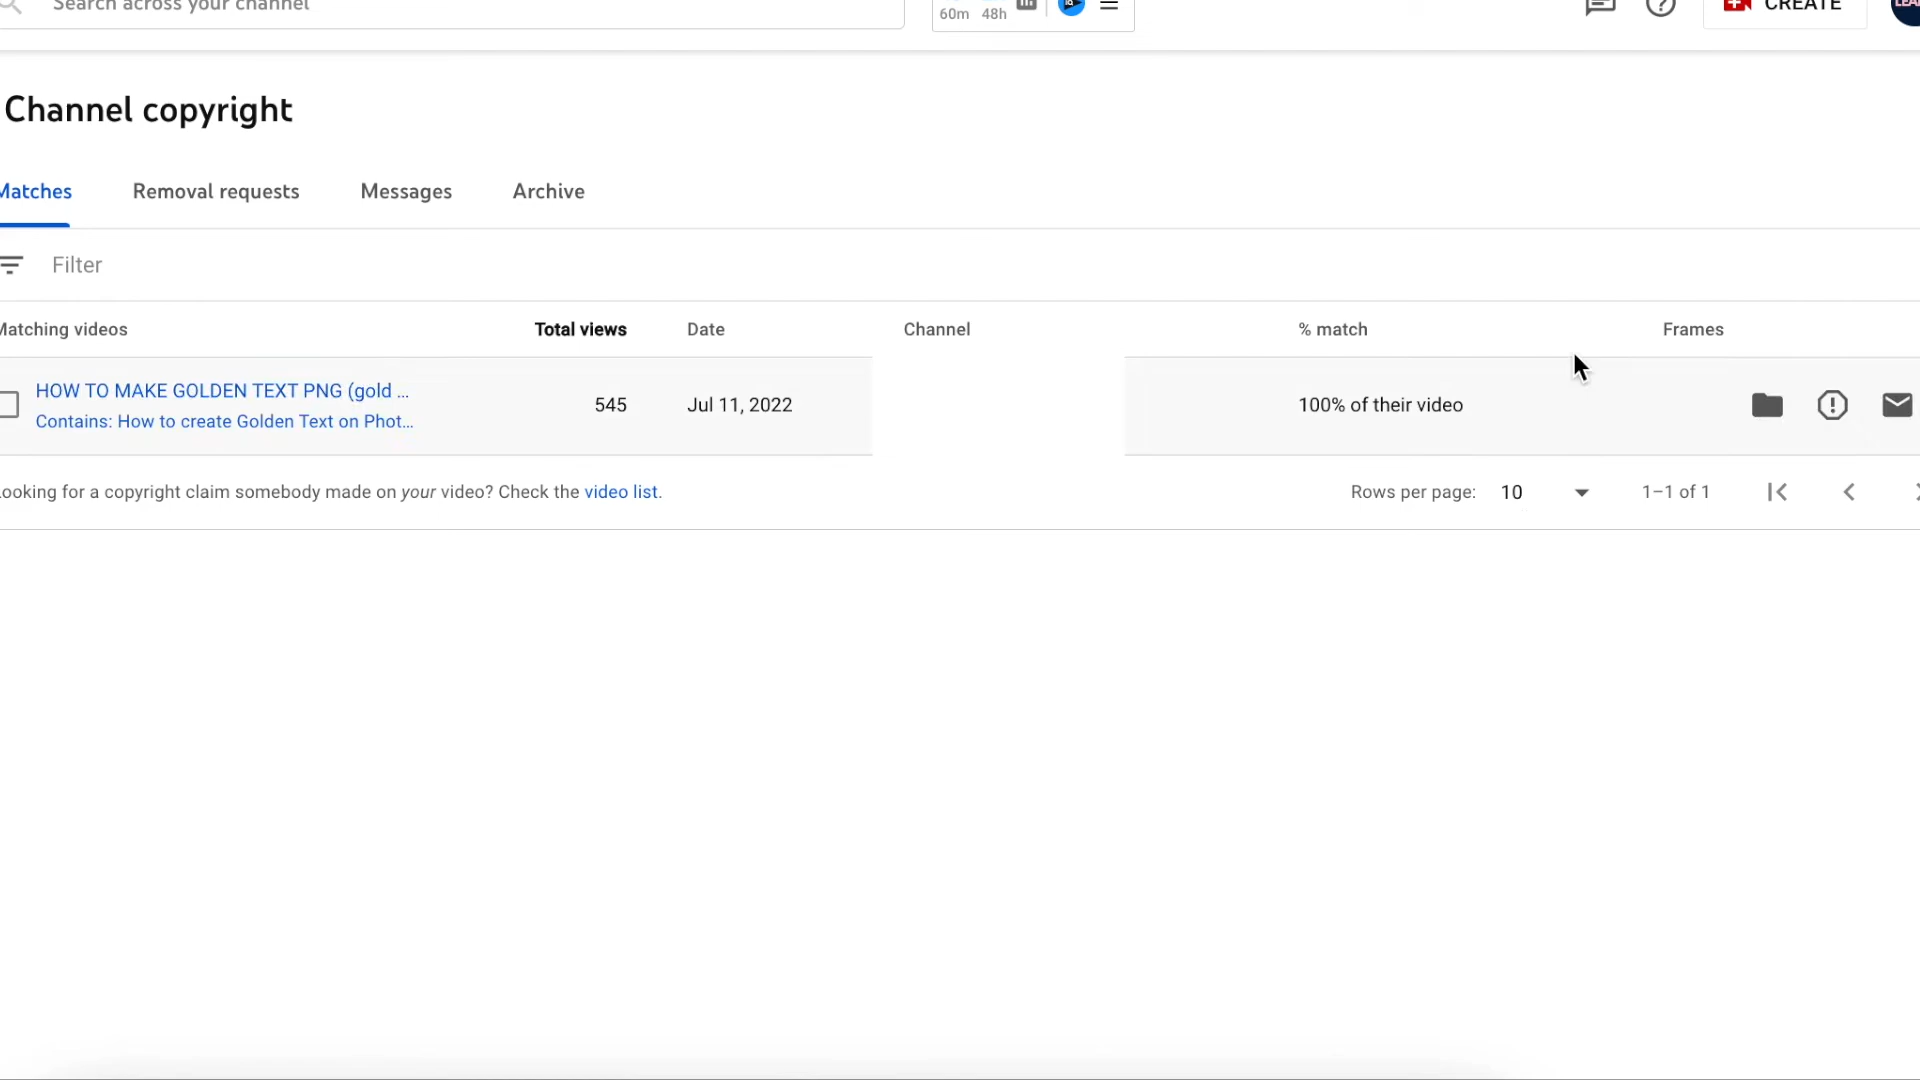 Search across your channel
60m 48h
CREATE
Channel copyright
Matches Removal requests Messages Archive
Filter
Matching videos Total views Date Channel % match Frames
HOW TO MAKE GOLDEN TEXT PNG (gold ...
Contains: How to create Golden Text on Phot...
545 Jul 11, 2022 100% of their video
Looking for a copyright claim somebody made on your video? Check the video list.
Rows per page: 10 1–1 of 1